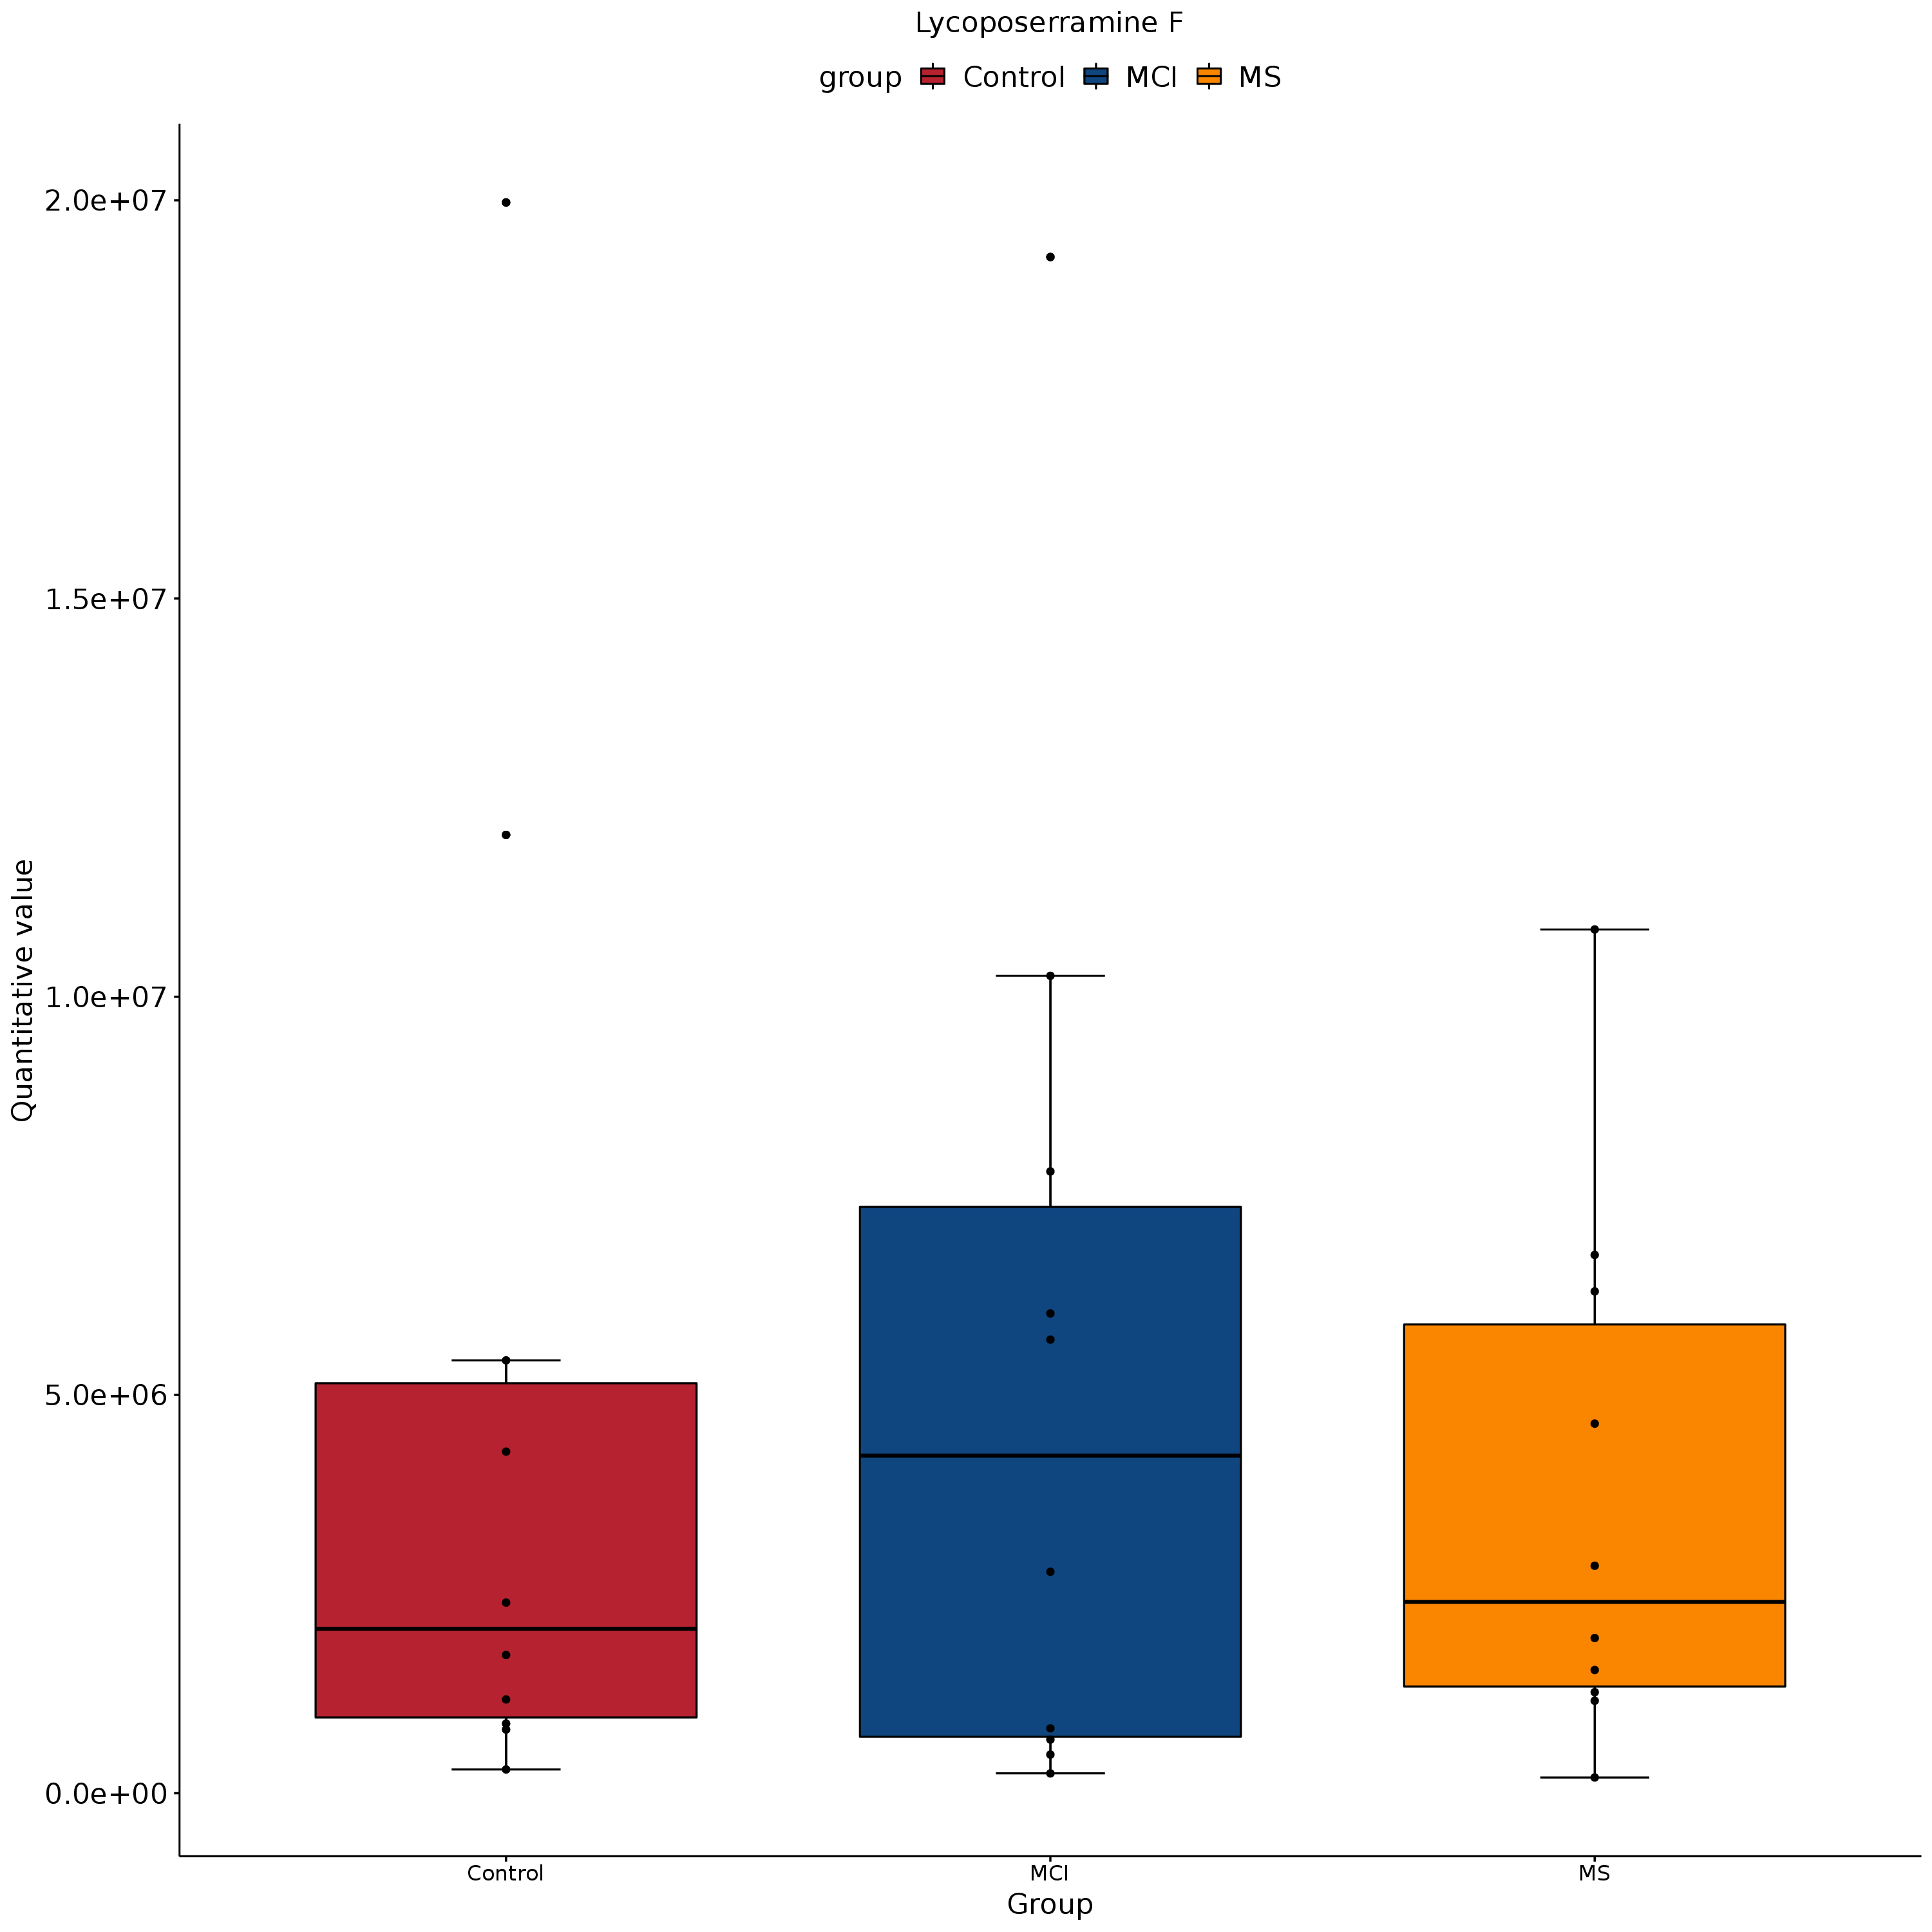 Lycoposerramine F
group Control MCI MS
2.0e+07
1.5e+07
1.0e+07
5.0e+06
0.0e+00
Quantitative value
Control MCI MS
Group